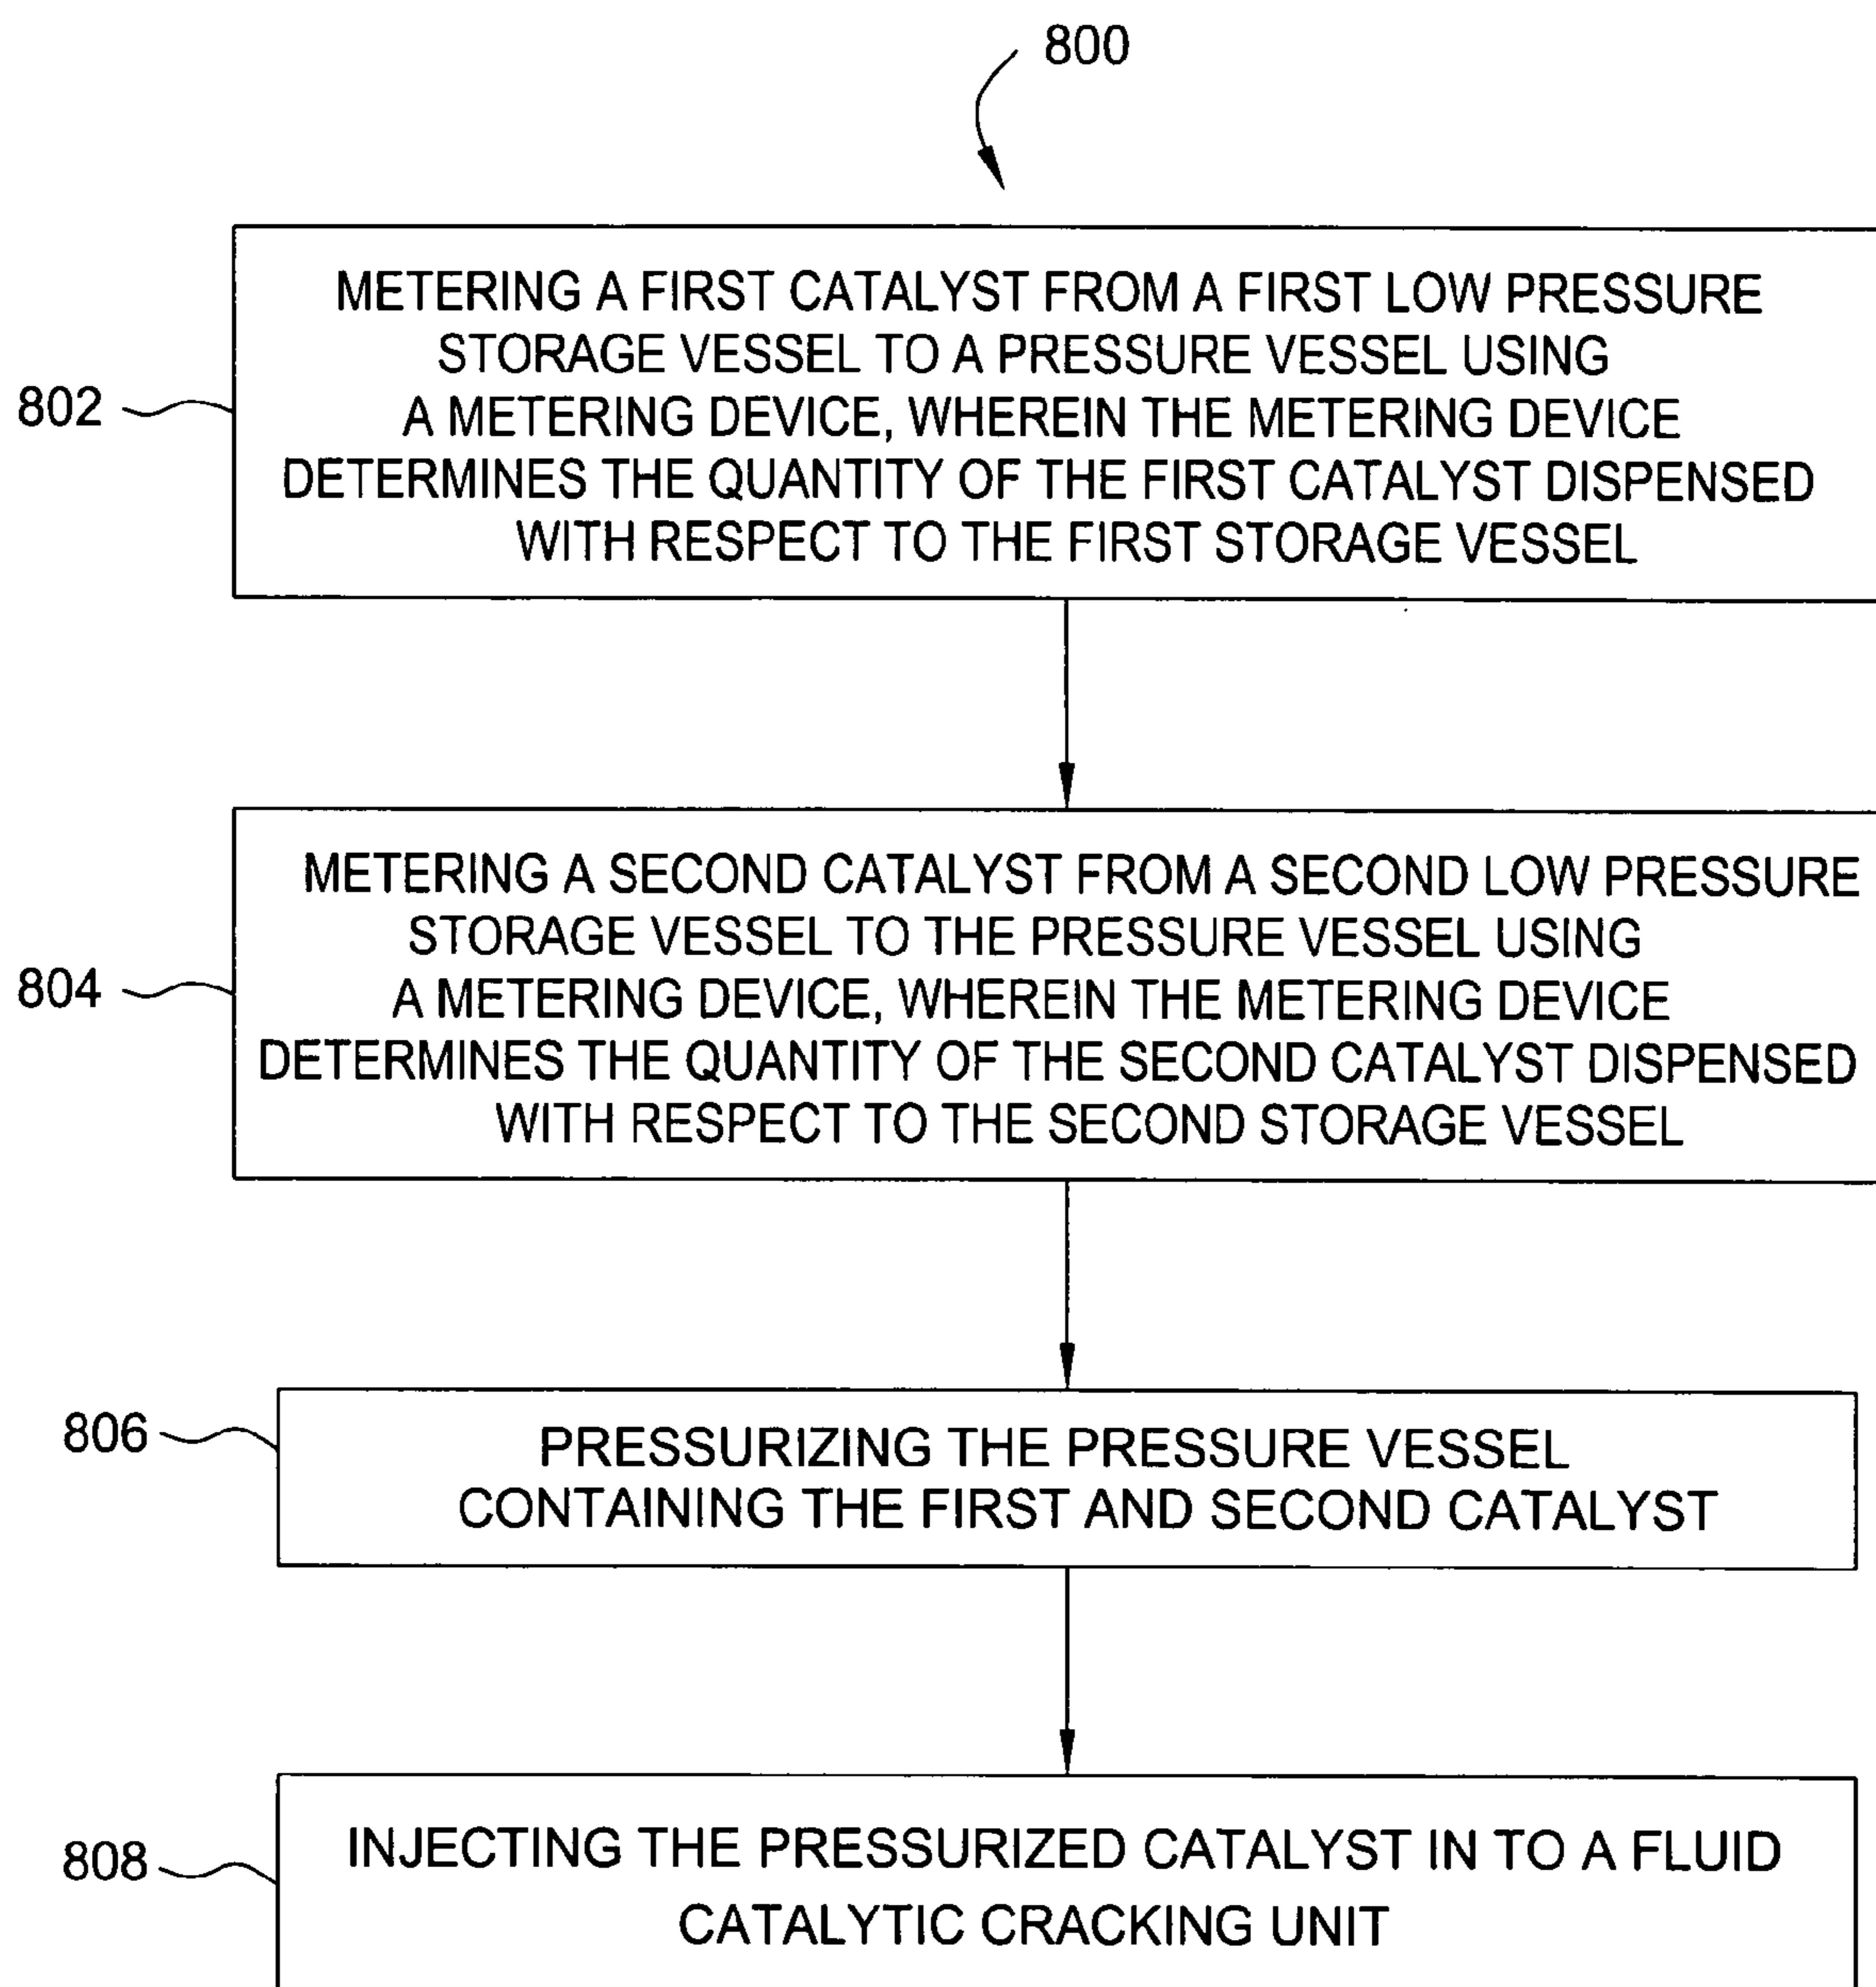 800
METERING A FIRST CATALYST FROM A FIRST LOW PRESSURE
STORAGE VESSEL TO A PRESSURE VESSEL USING
A METERING DEVICE, WHEREIN THE METERING DEVICE
DETERMINES THE QUANTITY OF THE FIRST CATALYST DISPENSED
WITH RESPECT TO THE FIRST STORAGE VESSEL
802
METERING A SECOND CATALYST FROM A SECOND LOW PRESSURE
STORAGE VESSEL TO THE PRESSURE VESSEL USING
A METERING DEVICE, WHEREIN THE METERING DEVICE
DETERMINES THE QUANTITY OF THE SECOND CATALYST DISPENSED
WITH RESPECT TO THE SECOND STORAGE VESSEL
804
806
PRESSURIZING THE PRESSURE VESSEL
CONTAINING THE FIRST AND SECOND CATALYST
808
INJECTING THE PRESSURIZED CATALYST IN TO A FLUID
CATALYTIC CRACKING UNIT